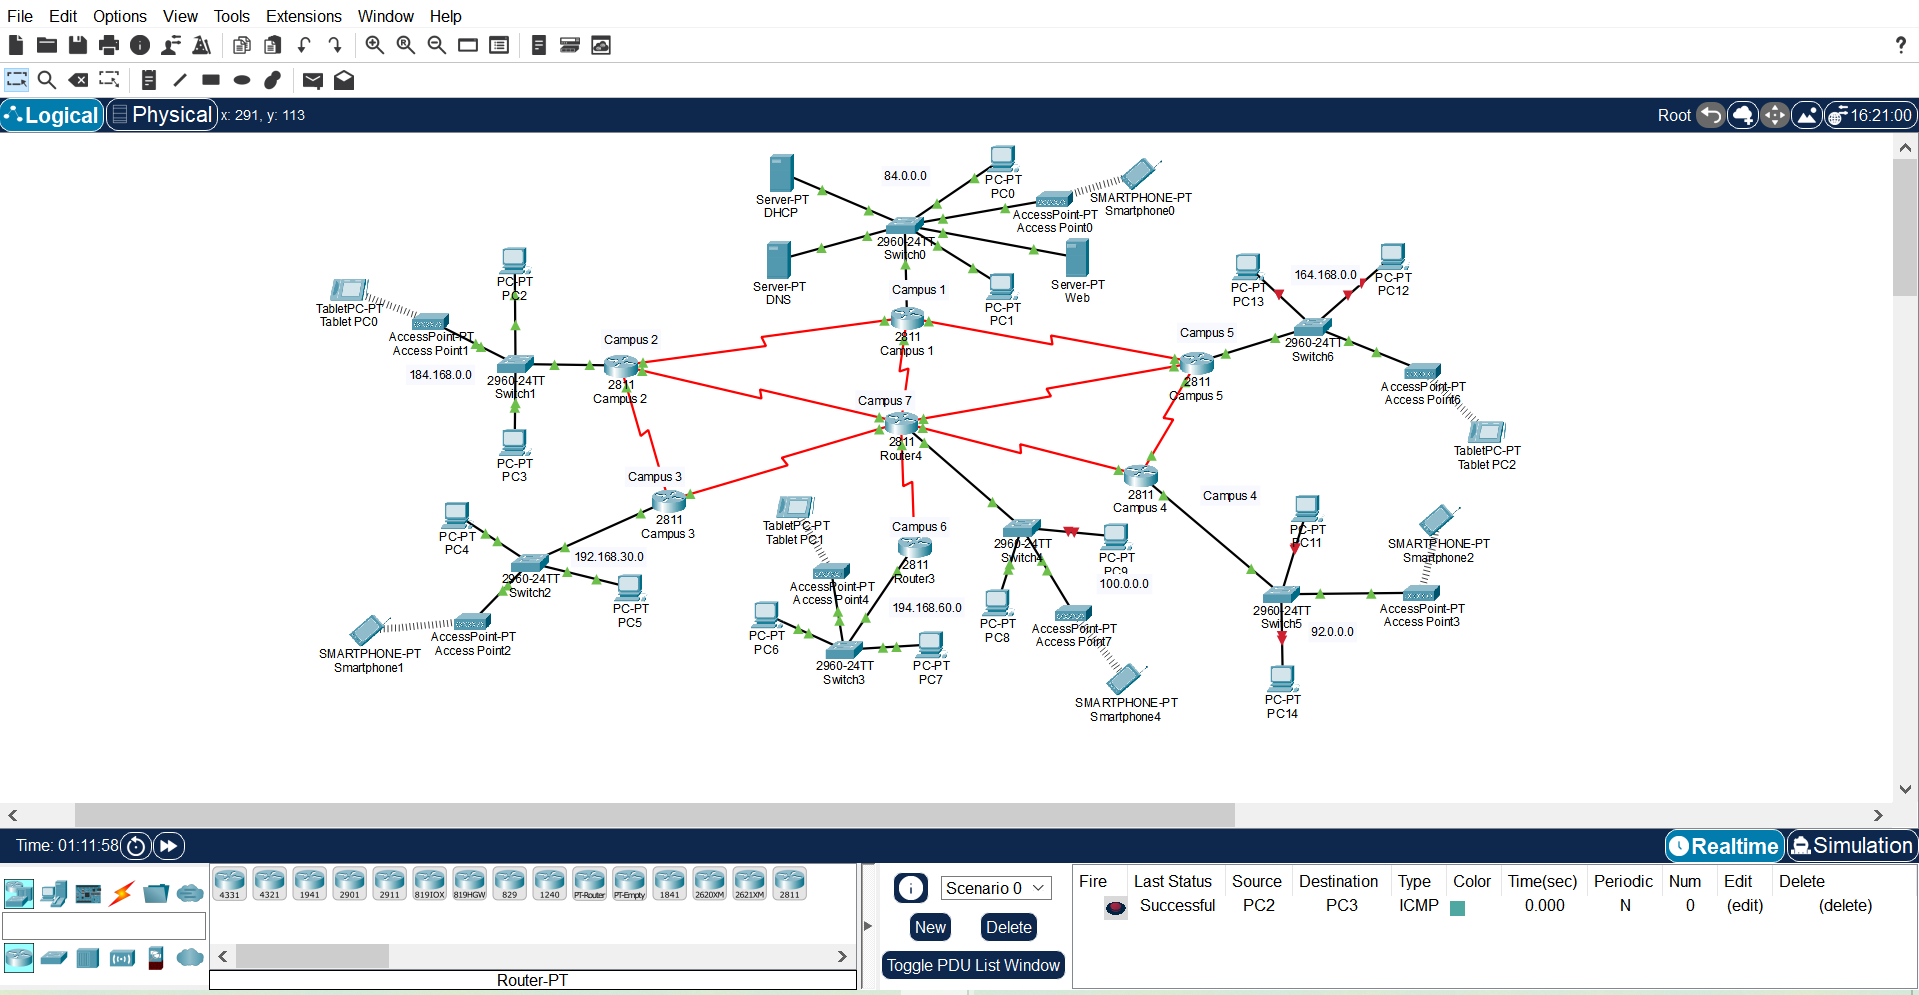 File Edit Options View Tools Extensions Window Help
?
Logical Physical x: 291, y: 113 Root 16:21:00
84.0.0.0
PC-PT
PC0
SMARTPHONE-PT
Smartphone0
Server-PT
DHCP
AccessPoint-PT
Access Point0
2960-24TT
Switch0
Server-PT
DNS
Server-PT
Web
PC-PT
PC1
Campus 1
2811
Campus 1
PC-PT
PC2
TabletPC-PT
Tablet PC0
AccessPoint-PT
Access Point1
184.168.0.0
2960-24TT
Switch1
PC-PT
PC3
Campus 2
2811
Campus 2
164.168.0.0
PC-PT
PC13
PC-PT
PC12
Campus 5
2960-24TT
Switch6
2811
Campus 5
AccessPoint-PT
Access Point6
TabletPC-PT
Tablet PC2
Campus 7
2811
Router4
Campus 3
2811
Campus 3
PC-PT
PC4
192.168.30.0
2960-24TT
Switch2
PC-PT
PC5
AccessPoint-PT
Access Point2
SMARTPHONE-PT
Smartphone1
TabletPC-PT
Tablet PC1
Campus 6
2811
Router3
AccessPoint-PT
Access Point4
194.168.60.0
PC-PT
PC6
2960-24TT
Switch3
PC-PT
PC7
2960-24TT
Switch4
PC-PT
PC9
100.0.0.0
PC-PT
PC8
AccessPoint-PT
Access Point7
SMARTPHONE-PT
Smartphone4
2811
Campus 4
Campus 4
PC-PT
PC11
SMARTPHONE-PT
Smartphone2
2960-24TT
Switch5
AccessPoint-PT
Access Point3
92.0.0.0
PC-PT
PC14
Time: 01:11:58 Realtime Simulation
4331 4321 1941 2901 2911 819IOX 819HGW 829 1240 PT-Router PT-Empty 1841 2620XM 2621XM 2811
Router-PT
Scenario 0
New Delete
Toggle PDU List Window
Fire Last Status Source Destination Type Color Time(sec) Periodic Num Edit Delete
Successful PC2 PC3 ICMP 0.000 N 0 (edit) (delete)